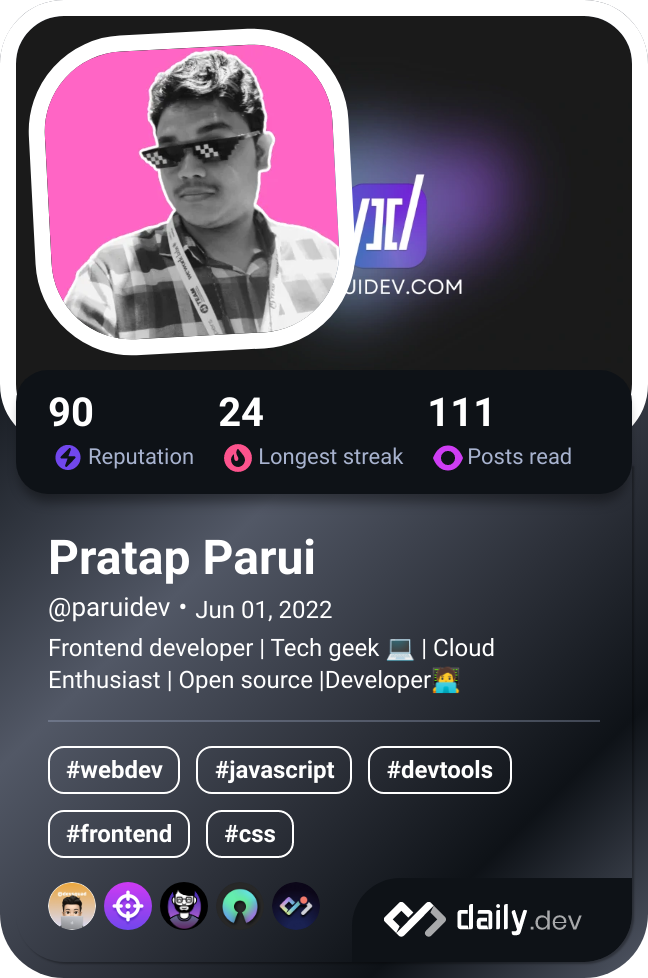 UIDEV.COM
90 24 111
Reputation Longest streak Posts read
Pratap Parui
@paruidev • Jun 01, 2022
Frontend developer | Tech geek 💻 | Cloud
Enthusiast | Open source |Developer🧑‍💻
#webdev #javascript #devtools
#frontend #css
daily.dev